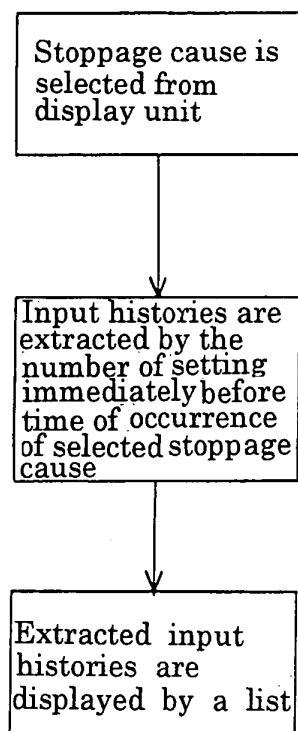 Stoppage cause is
selected from
display unit
Input histories are
extracted by the
number of setting
immediately before
time of occurrence
of selected stoppage
cause
Extracted input
histories are
displayed by a list